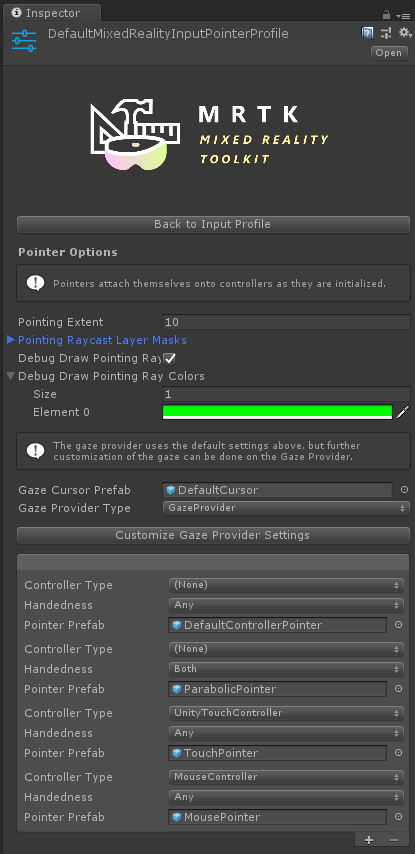 Inspector
DefaultMixedRealityInputPointerProfile
Open
MRTK
MIXED REALITY
TOOLKIT
Back to Input Profile
Pointer Options
Pointers attach themselves onto controllers as they are initialized.
Pointing Extent 10
Pointing Raycast Layer Masks
Debug Draw Pointing Ray
Debug Draw Pointing Ray Colors
Size 1
Element 0
The gaze provider uses the default settings above, but further
customization of the gaze can be done on the Gaze Provider.
Gaze Cursor Prefab DefaultCursor
Gaze Provider Type GazeProvider
Customize Gaze Provider Settings
Controller Type (None)
Handedness Any
Pointer Prefab DefaultControllerPointer
Controller Type (None)
Handedness Both
Pointer Prefab ParabolicPointer
Controller Type UnityTouchController
Handedness Any
Pointer Prefab TouchPointer
Controller Type MouseController
Handedness Any
Pointer Prefab MousePointer